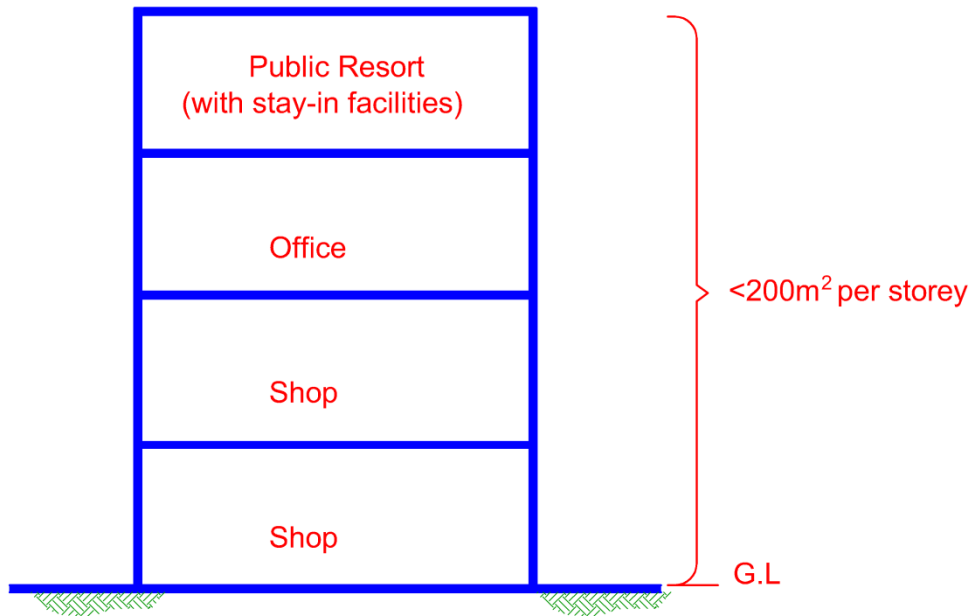 Public Resort
(with stay-in facilities)
Office
<200m² per storey
Shop
Shop
G.L